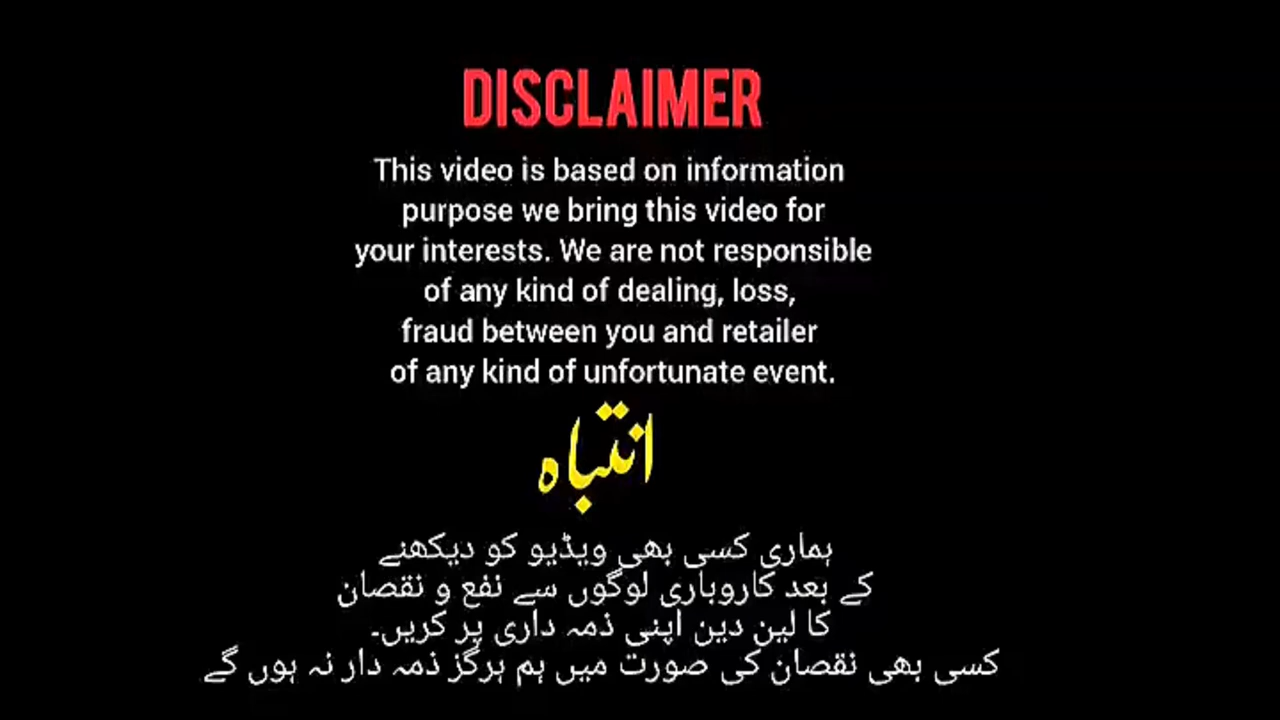 DISCLAIMER
This video is based on information
purpose we bring this video for
your interests. We are not responsible
of any kind of dealing, loss,
fraud between you and retailer
of any kind of unfortunate event.
انتباہ
ہماری کسی بھی ویڈیو کو دیکھنے
کے بعد کاروباری لوگوں سے نفع و نقصان
کا لین دین اپنی ذمہ داری پر کریں۔
کسی بھی نقصان کی صورت میں ہم ہرگز ذمہ دار نہ ہوں گے